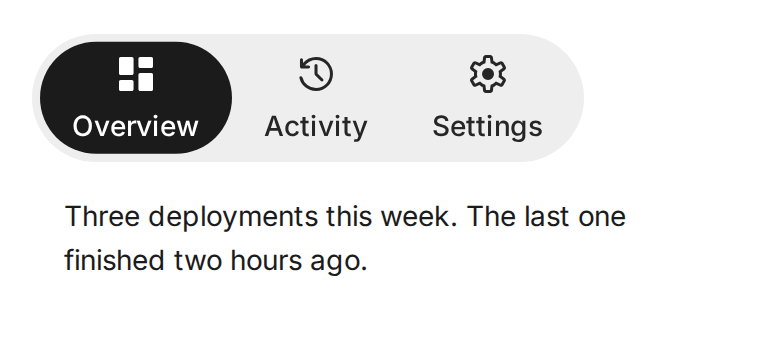 Overview Activity Settings
Three deployments this week. The last one
finished two hours ago.